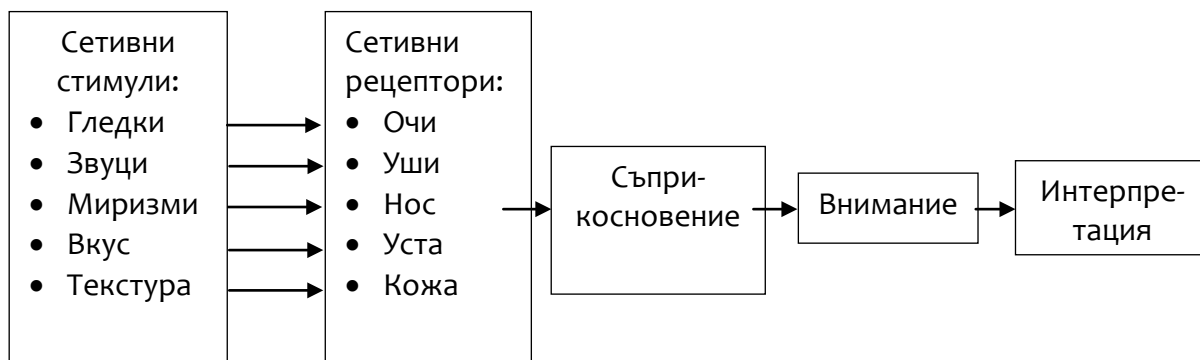 Сетивни
стимули:
• Гледки
• Звуци
• Миризми
• Вкус
• Текстура
Сетивни
рецептори:
• Очи
• Уши
• Нос
• Уста
• Кожа
Съпри-
косновение
Внимание
Интерпре-
тация